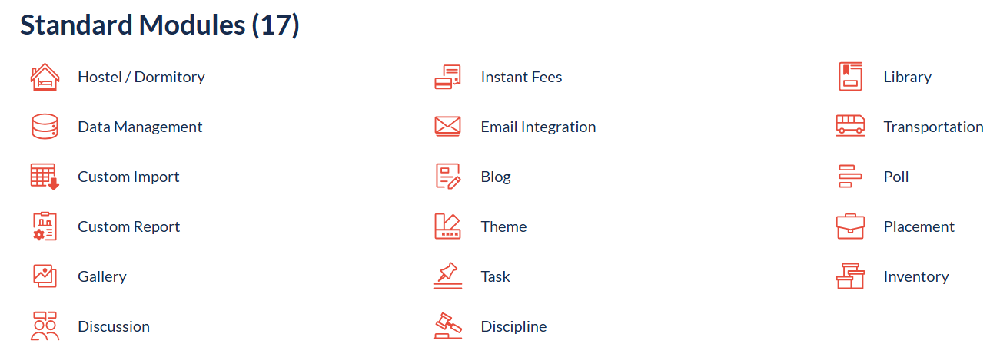 Standard Modules (17)
Hostel / Dormitory
Instant Fees
Library
Data Management
Email Integration
Transportation
Custom Import
Blog
Poll
Custom Report
Theme
Placement
Gallery
Task
Inventory
Discussion
Discipline